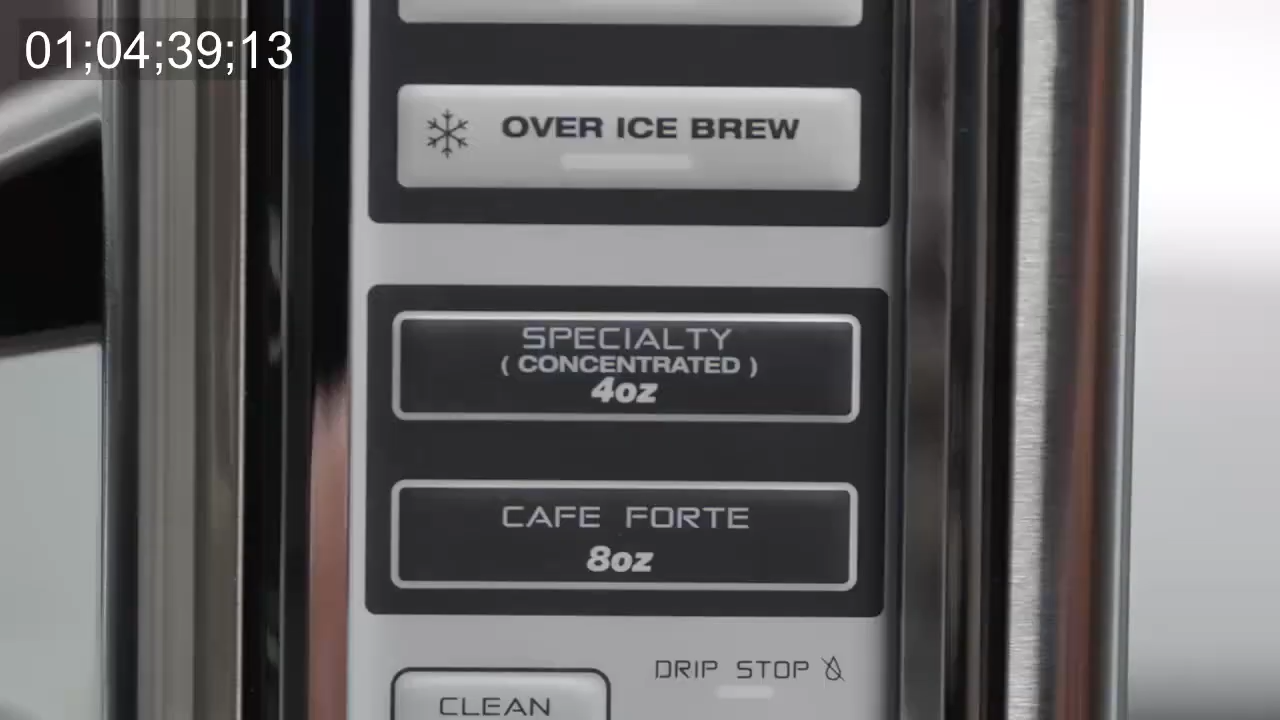 01;04;39;13
OVER ICE BREW
SPECIALTY
( CONCENTRATED )
4oz
CAFE FORTE
8oz
DRIP STOP
CLEAN